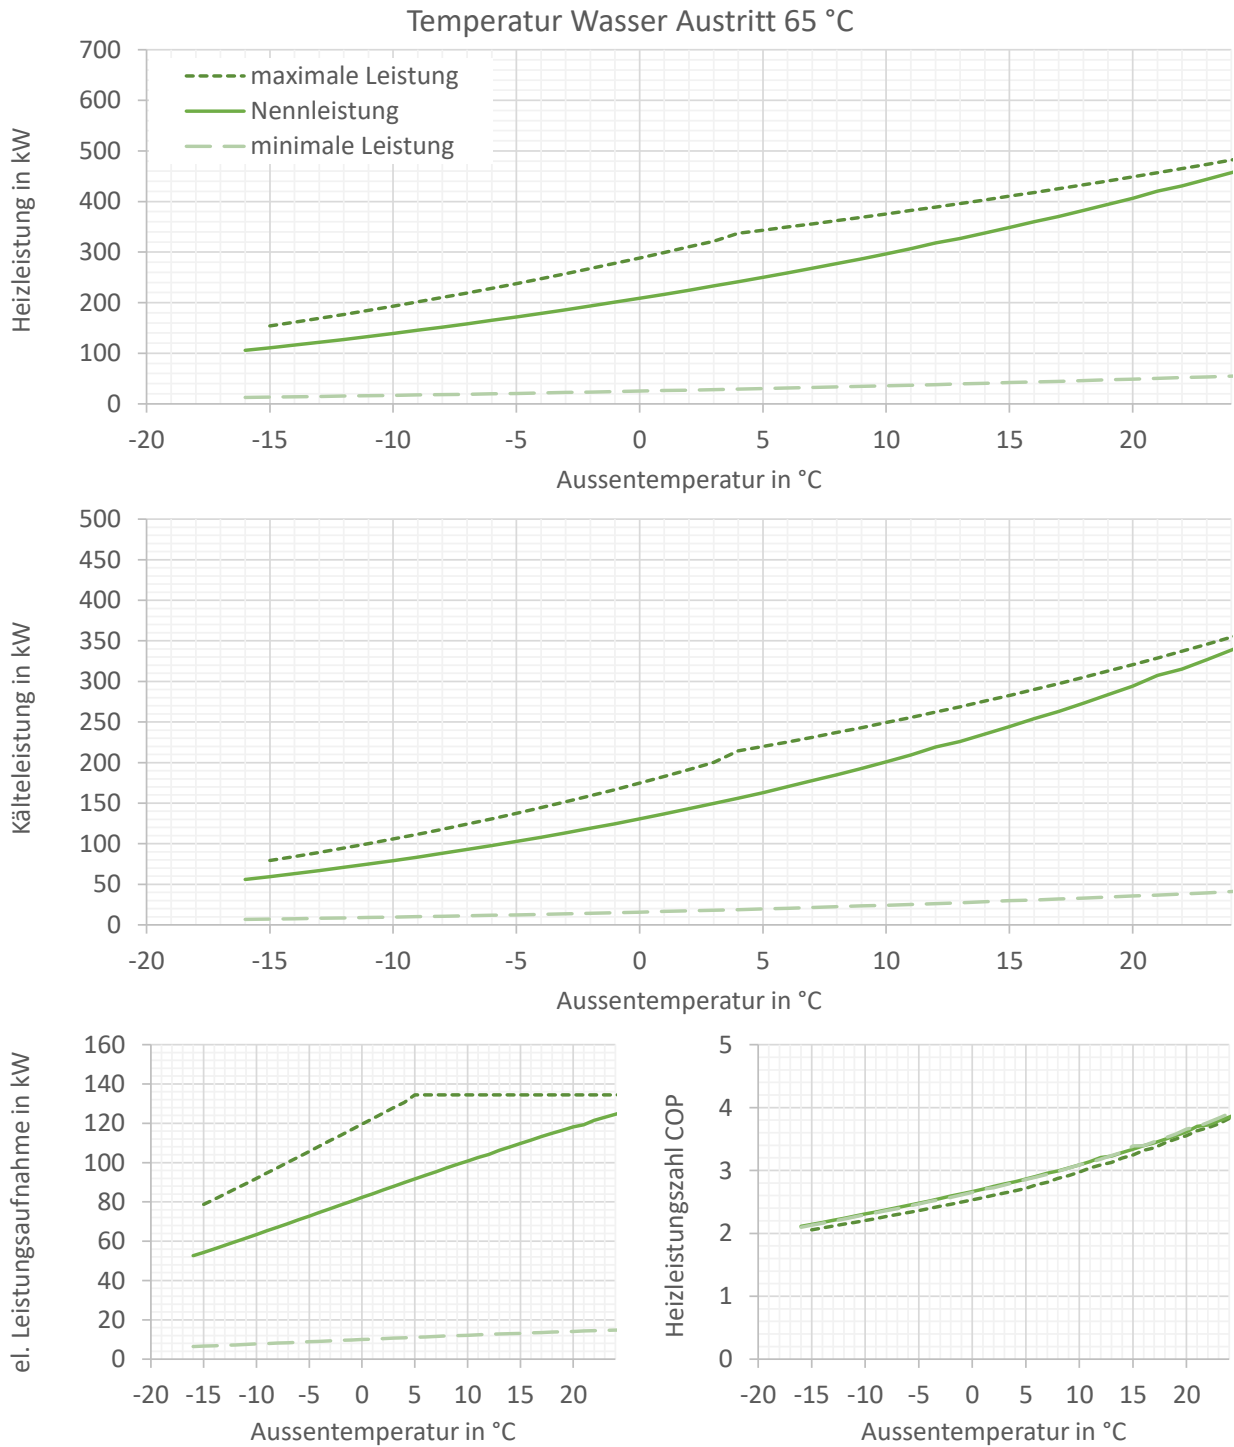 Temperatur Wasser Austritt 65 °C
700
600
500
400
300
200
100
0
Heizleistung in kW
maximale Leistung
Nennleistung
minimale Leistung
-20 -15 -10 -5 0 5 10 15 20
Aussentemperatur in °C
500
450
400
350
300
250
200
150
100
50
0
Kälteleistung in kW
-20 -15 -10 -5 0 5 10 15 20
Aussentemperatur in °C
160
140
120
100
80
60
40
20
0
el. Leistungsaufnahme in kW
-20 -15 -10 -5 0 5 10 15 20
Aussentemperatur in °C
5
4
3
2
1
0
Heizleistungszahl COP
-20 -15 -10 -5 0 5 10 15 20
Aussentemperatur in °C